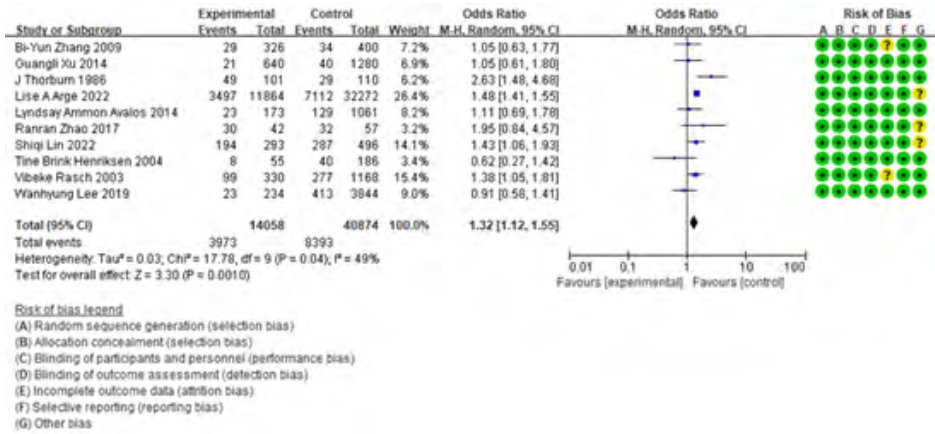 Experimental Control Odds Ratio Odds Ratio Risk of Bias
Study or Subgroup Events Total Events Total Weight M-H, Random, 95% CI M-H, Random, 95% CI A B C D E F G
Bi-Yun Zhang 2009 29 326 34 400 7.2% 1.05 [0.63, 1.77] ?
Guangli Xu 2014 21 640 40 1280 6.9% 1.05 [0.61, 1.80]
J Thorburn 1986 49 101 29 110 6.1% 2.63 [1.48, 4.68]
Lise A Arge 2022 3497 11864 7112 32272 26.4% 1.48 [1.41, 1.55] ?
Lyndsay Ammon Avalos 2014 23 173 129 1061 8.2% 1.11 [0.69, 1.78]
Ranran Zhao 2017 30 42 32 57 3.2% 1.95 [0.84, 4.57] ?
Shiqi Lin 2022 194 293 287 496 14.1% 1.43 [1.06, 1.93] ?
Tine Brink Henriksen 2004 8 55 40 186 3.4% 0.62 [0.27, 1.42]
Vibeke Rasch 2003 99 330 277 1168 15.4% 1.38 [1.05, 1.81] ?
Wanhyung Lee 2019 23 234 413 3844 9.0% 0.91 [0.58, 1.41]
Total (95% CI) 14058 40874 100.0% 1.32 [1.12, 1.55]
Total events 3973 8393
Heterogeneity: Tau² = 0.03; Chi² = 17.78, df = 9 (P = 0.04); I² = 49%
Test for overall effect: Z = 3.30 (P = 0.0010)
0.01 0.1 1 10 100
Favours [experimental] Favours [control]
Risk of bias legend
(A) Random sequence generation (selection bias)
(B) Allocation concealment (selection bias)
(C) Blinding of participants and personnel (performance bias)
(D) Blinding of outcome assessment (detection bias)
(E) Incomplete outcome data (attrition bias)
(F) Selective reporting (reporting bias)
(G) Other bias